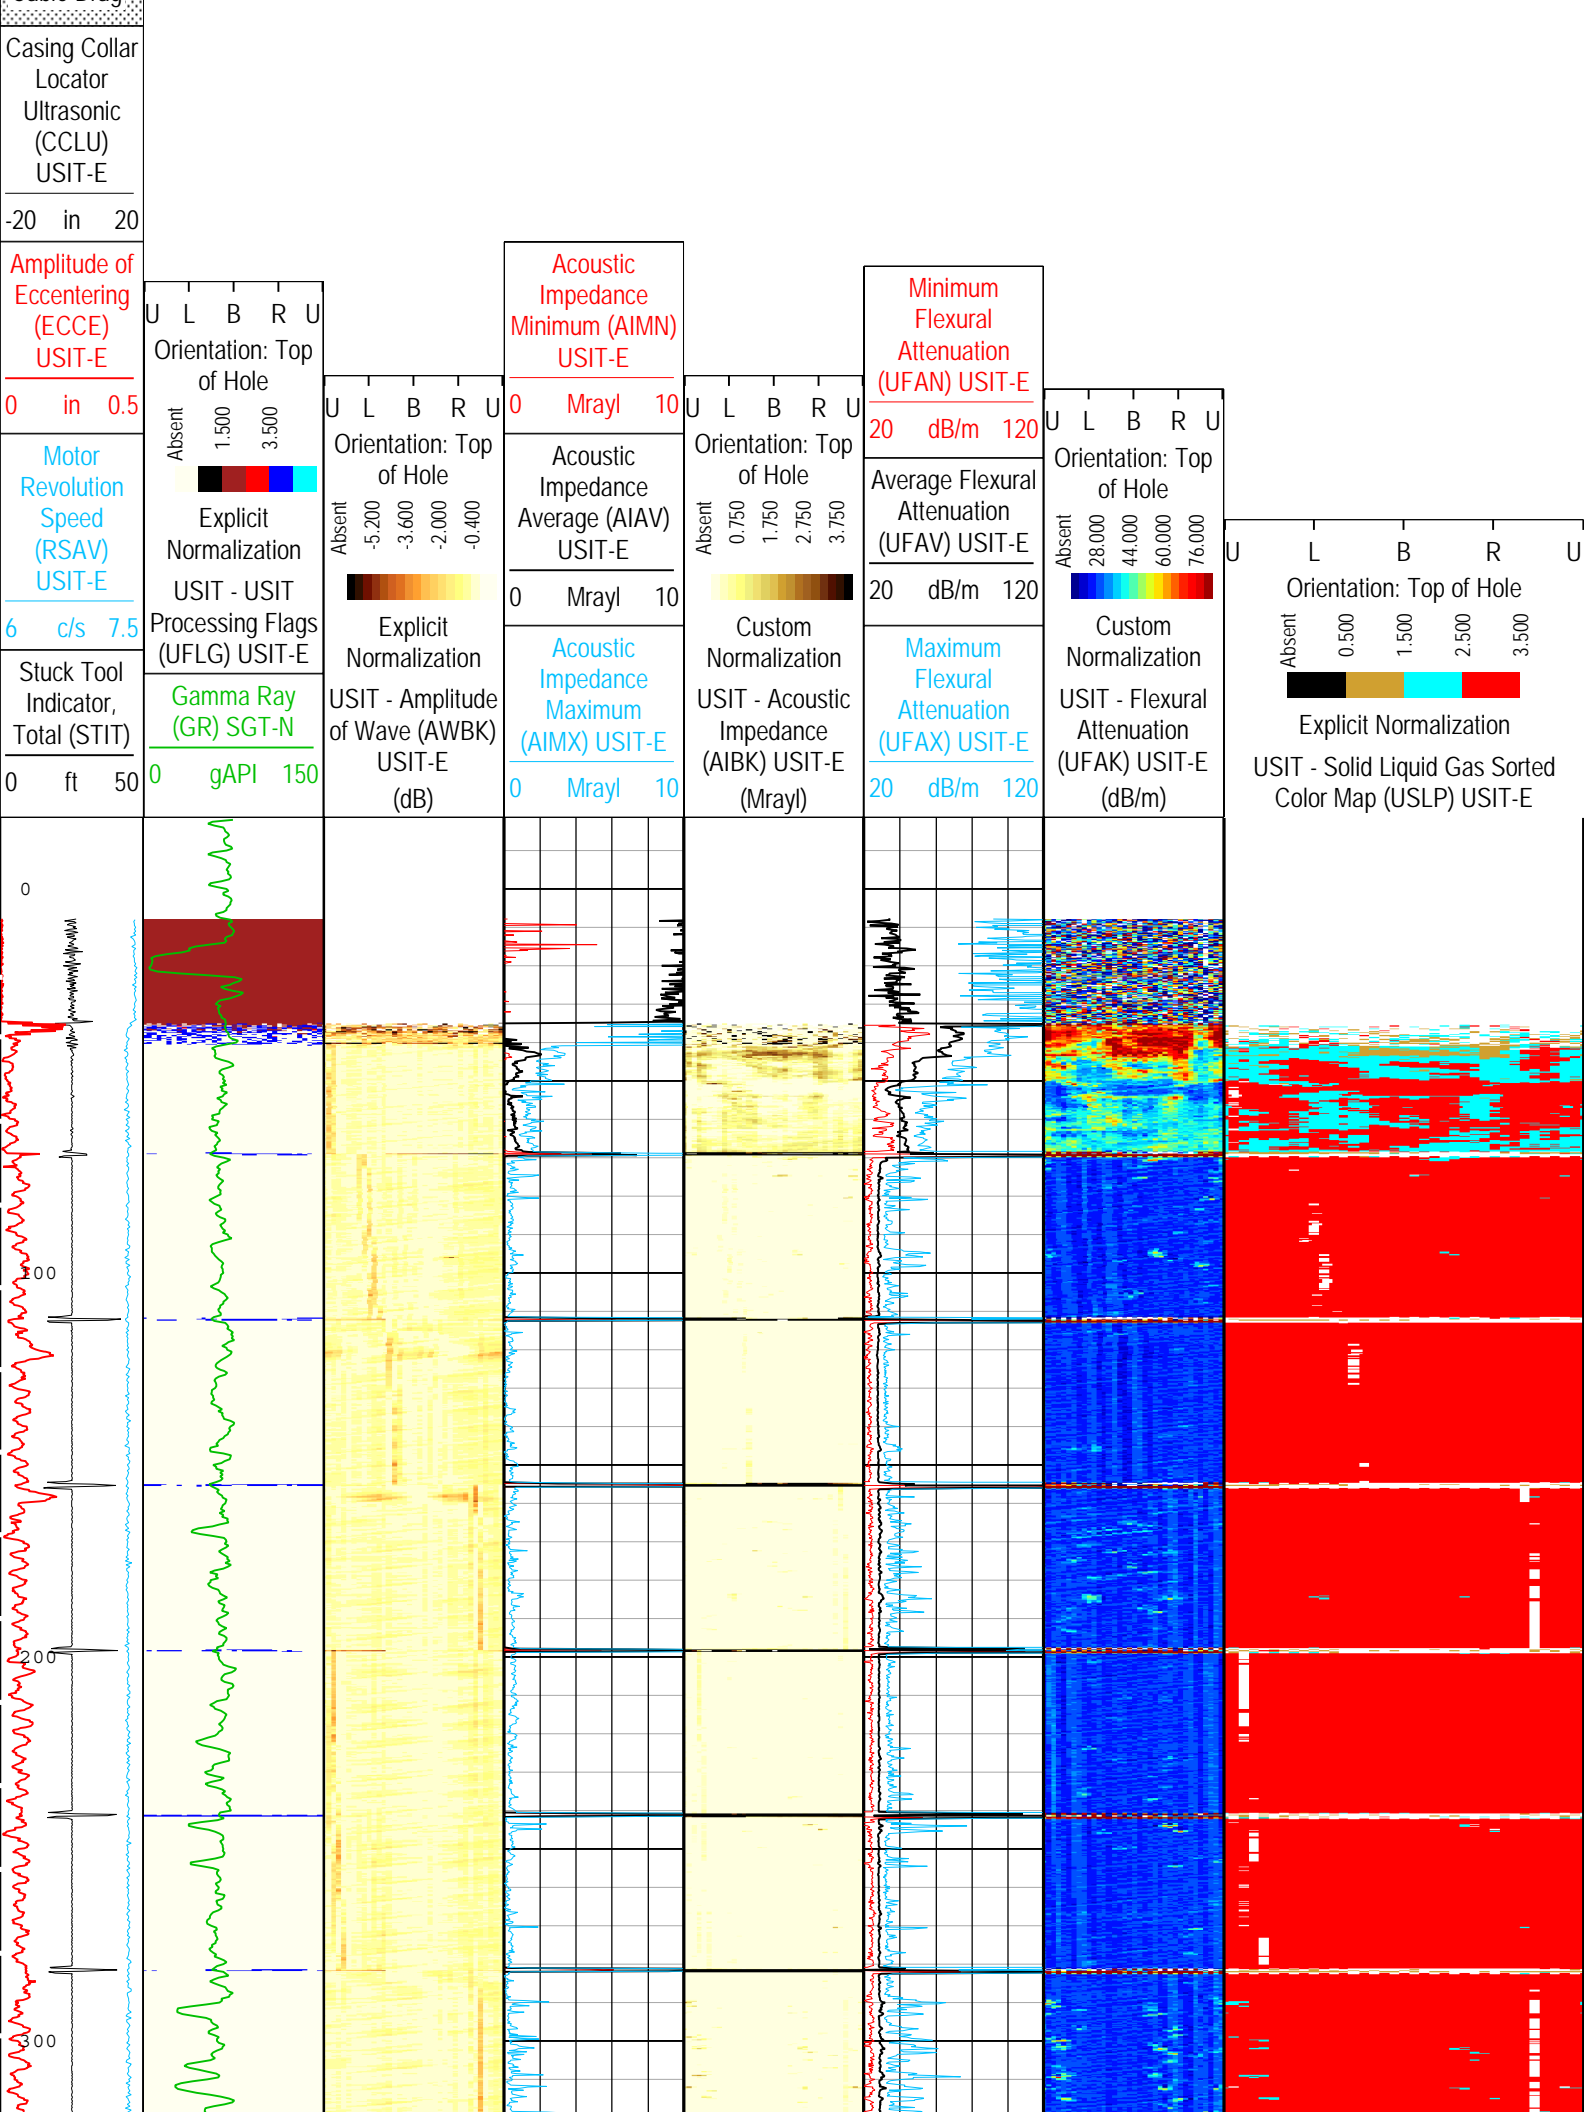 Casing Collar
Locator
Ultrasonic
(CCLU)
USIT-E
-20 in 20
Amplitude of
Eccentering
(ECCE)
USIT-E
0 in 0.5
Motor
Revolution
Speed
(RSAV)
USIT-E
6 c/s 7.5
Stuck Tool
Indicator,
Total (STIT)
0 ft 50
U L B R U
Orientation: Top
of Hole
Absent 1.500 3.500
Explicit
Normalization
USIT - USIT
Processing Flags
(UFLG) USIT-E
Gamma Ray
(GR) SGT-N
0 gAPI 150
U L B R U
Orientation: Top
of Hole
Absent -5.200 -3.600 -2.000 -0.400
Explicit
Normalization
USIT - Amplitude
of Wave (AWBK)
USIT-E
(dB)
Acoustic
Impedance
Minimum (AIMN)
USIT-E
0 Mrayl 10
Acoustic
Impedance
Average (AIAV)
USIT-E
0 Mrayl 10
Acoustic
Impedance
Maximum
(AIMX) USIT-E
0 Mrayl 10
U L B R U
Orientation: Top
of Hole
Absent 0.750 1.750 2.750 3.750
Custom
Normalization
USIT - Acoustic
Impedance
(AIBK) USIT-E
(Mrayl)
Minimum
Flexural
Attenuation
(UFAN) USIT-E
20 dB/m 120
Average Flexural
Attenuation
(UFAV) USIT-E
20 dB/m 120
Maximum
Flexural
Attenuation
(UFAX) USIT-E
20 dB/m 120
U L B R U
Orientation: Top
of Hole
Absent 28.000 44.000 60.000 76.000
Custom
Normalization
USIT - Flexural
Attenuation
(UFAK) USIT-E
(dB/m)
U L B R U
Orientation: Top of Hole
Absent 0.500 1.500 2.500 3.500
Explicit Normalization
USIT - Solid Liquid Gas Sorted
Color Map (USLP) USIT-E
0
100
200
300